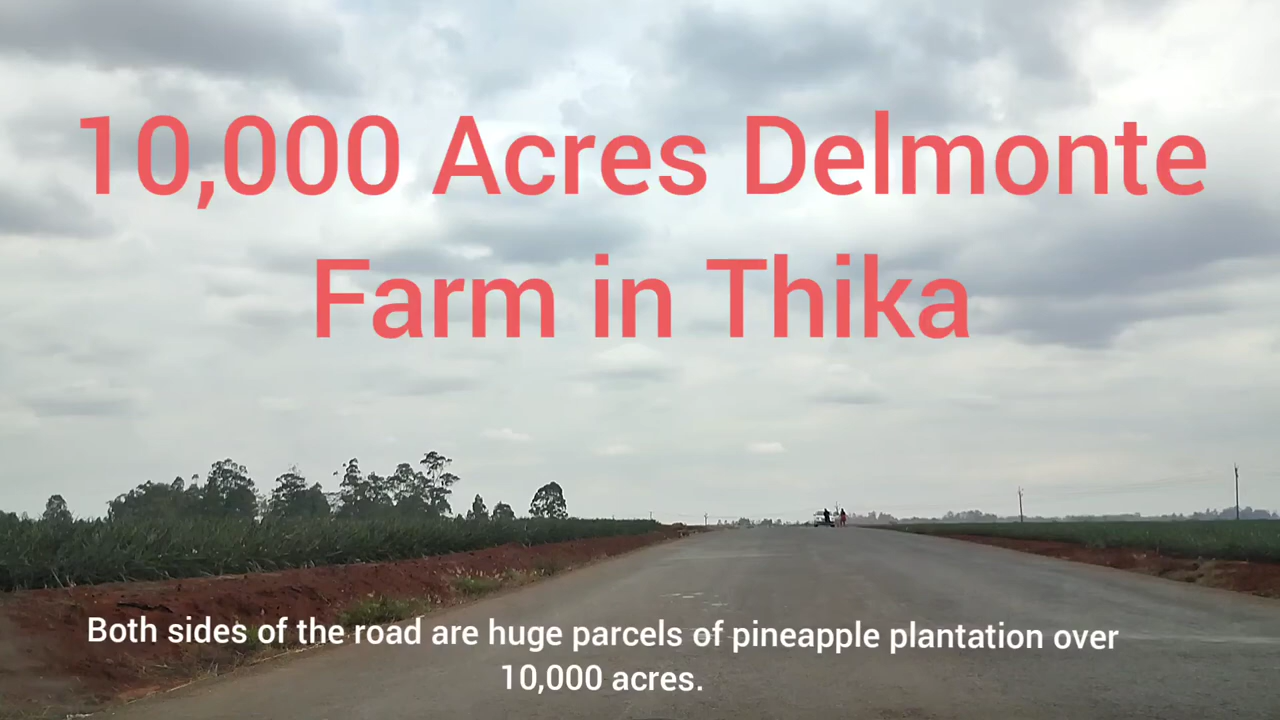 10,000 Acres Delmonte
Farm in Thika
Both sides of the road are huge parcels of pineapple plantation over
10,000 acres.